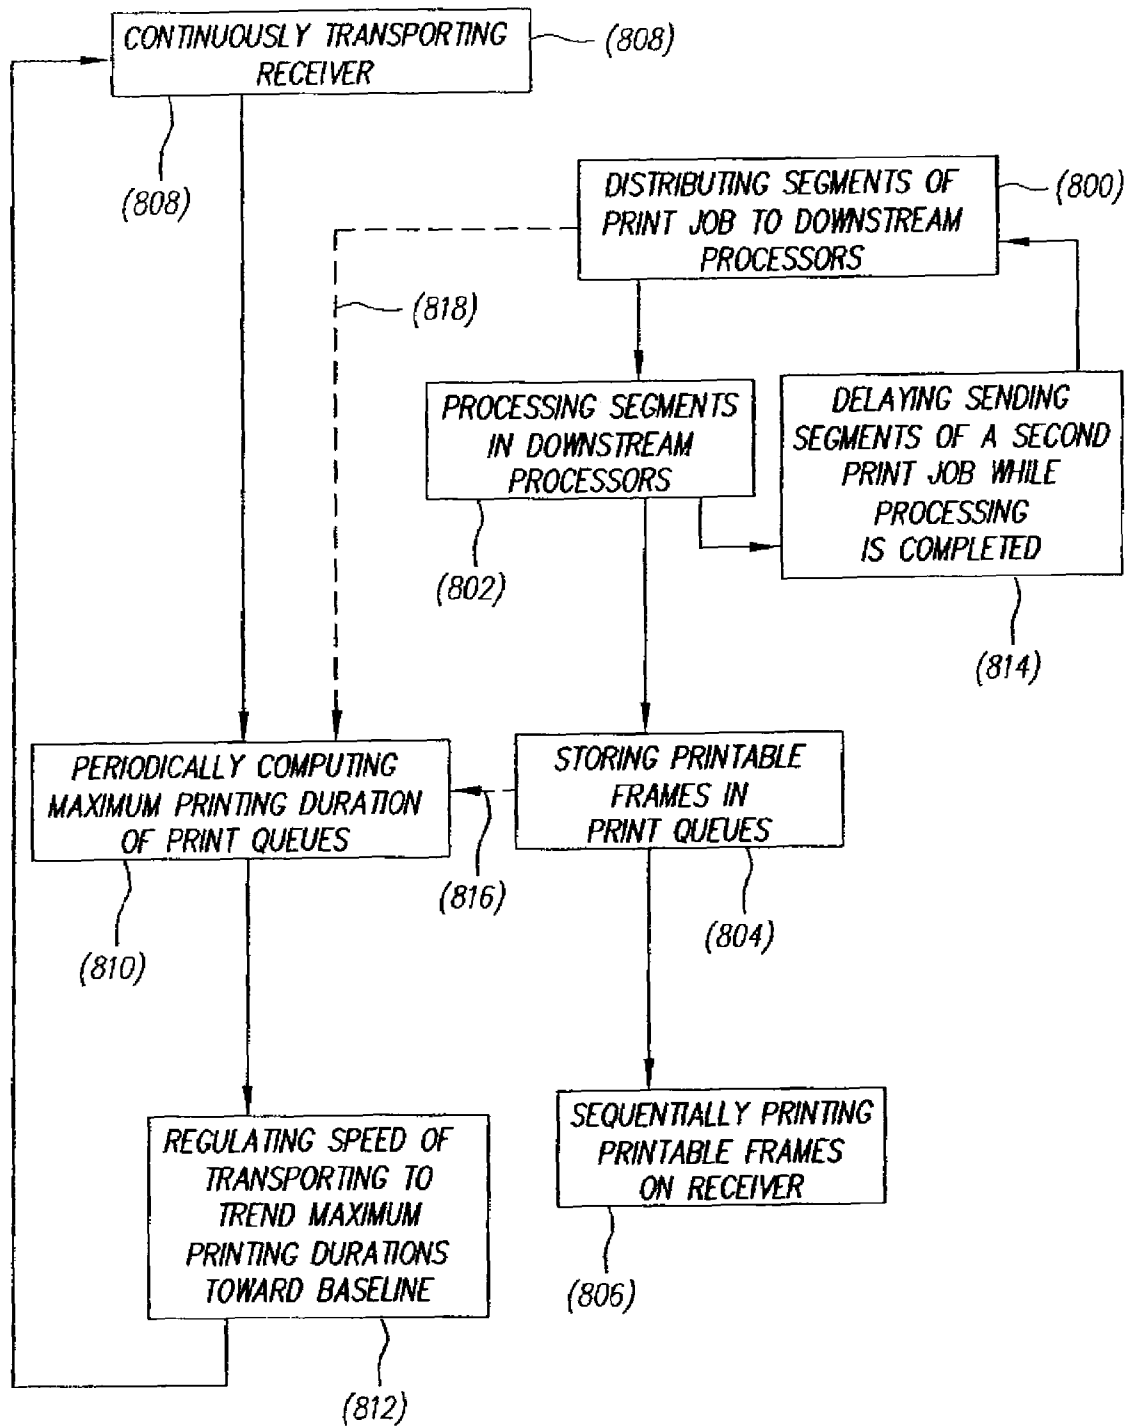 CONTINUOUSLY TRANSPORTING
RECEIVER
(808)
(808)
DISTRIBUTING SEGMENTS OF
PRINT JOB TO DOWNSTREAM
PROCESSORS
(800)
(818)
PROCESSING SEGMENTS
IN DOWNSTREAM
PROCESSORS
(802)
DELAYING SENDING
SEGMENTS OF A SECOND
PRINT JOB WHILE
PROCESSING
IS COMPLETED
(814)
PERIODICALLY COMPUTING
MAXIMUM PRINTING DURATION
OF PRINT QUEUES
(810)
(816)
STORING PRINTABLE
FRAMES IN
PRINT QUEUES
(804)
REGULATING SPEED OF
TRANSPORTING TO
TREND MAXIMUM
PRINTING DURATIONS
TOWARD BASELINE
(812)
SEQUENTIALLY PRINTING
PRINTABLE FRAMES
ON RECEIVER
(806)